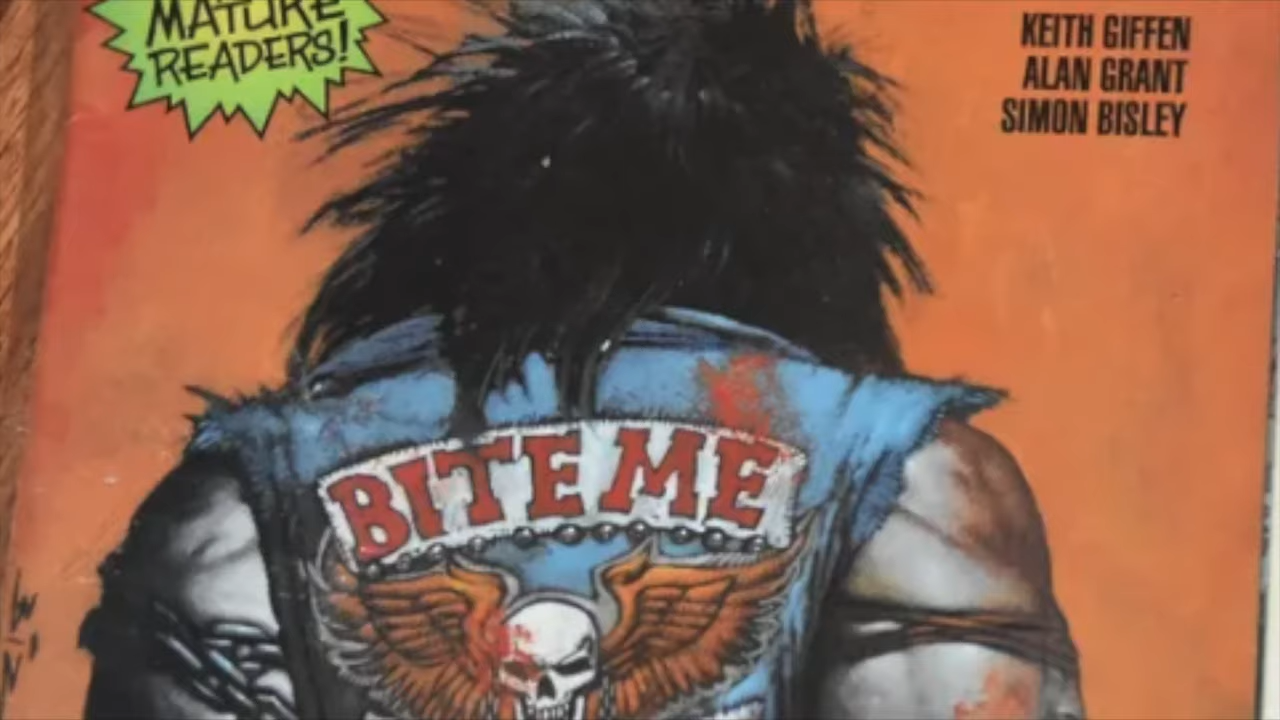 MATURE
READERS!
KEITH GIFFEN
ALAN GRANT
SIMON BISLEY
BITE ME